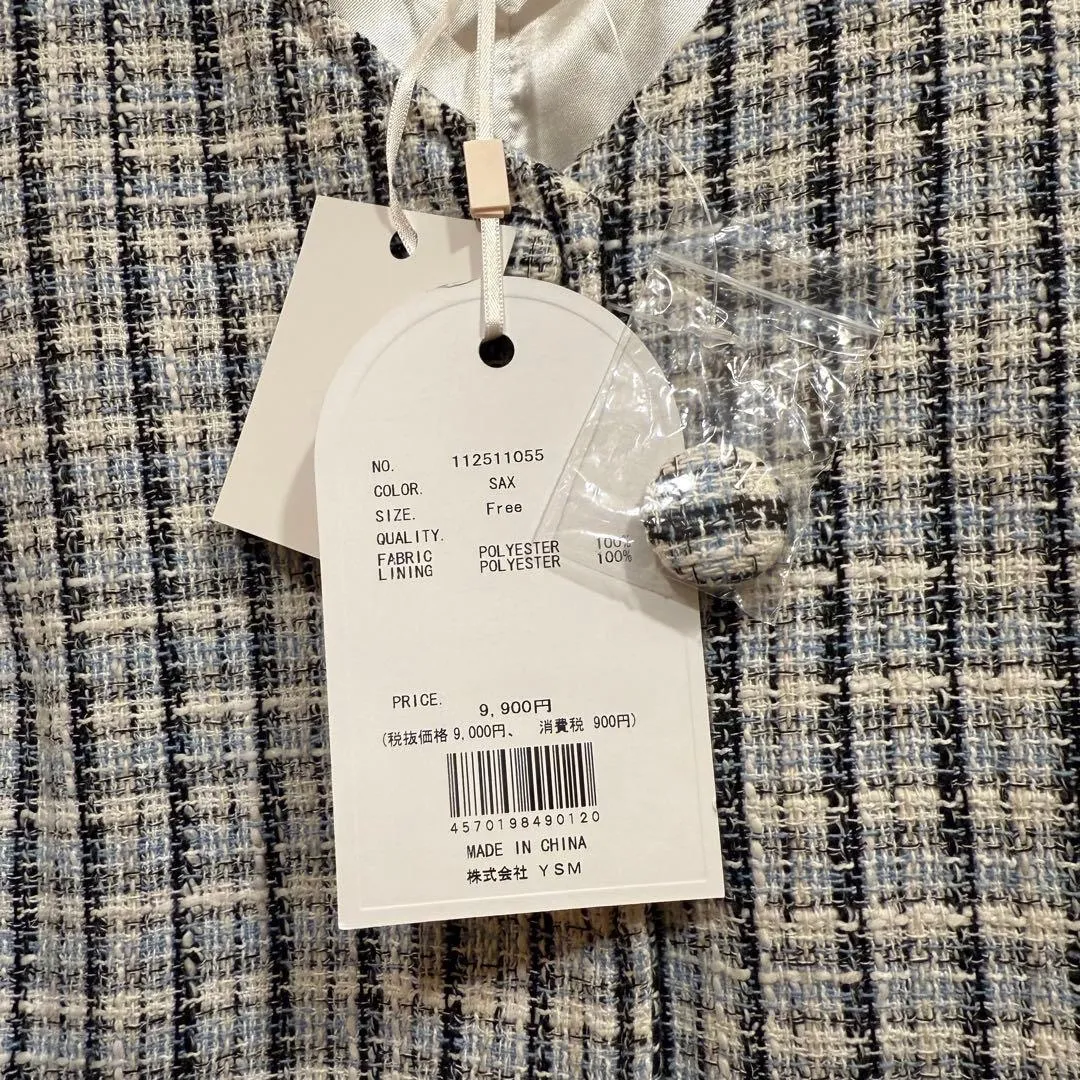 NO. 112511055
COLOR. SAX
SIZE. Free
QUALITY.
FABRIC POLYESTER 100%
LINING POLYESTER 100%
PRICE. 9,900円
(税抜価格 9,000円、 消費税 900円)
4570198490120
MADE IN CHINA
株式会社 YSM